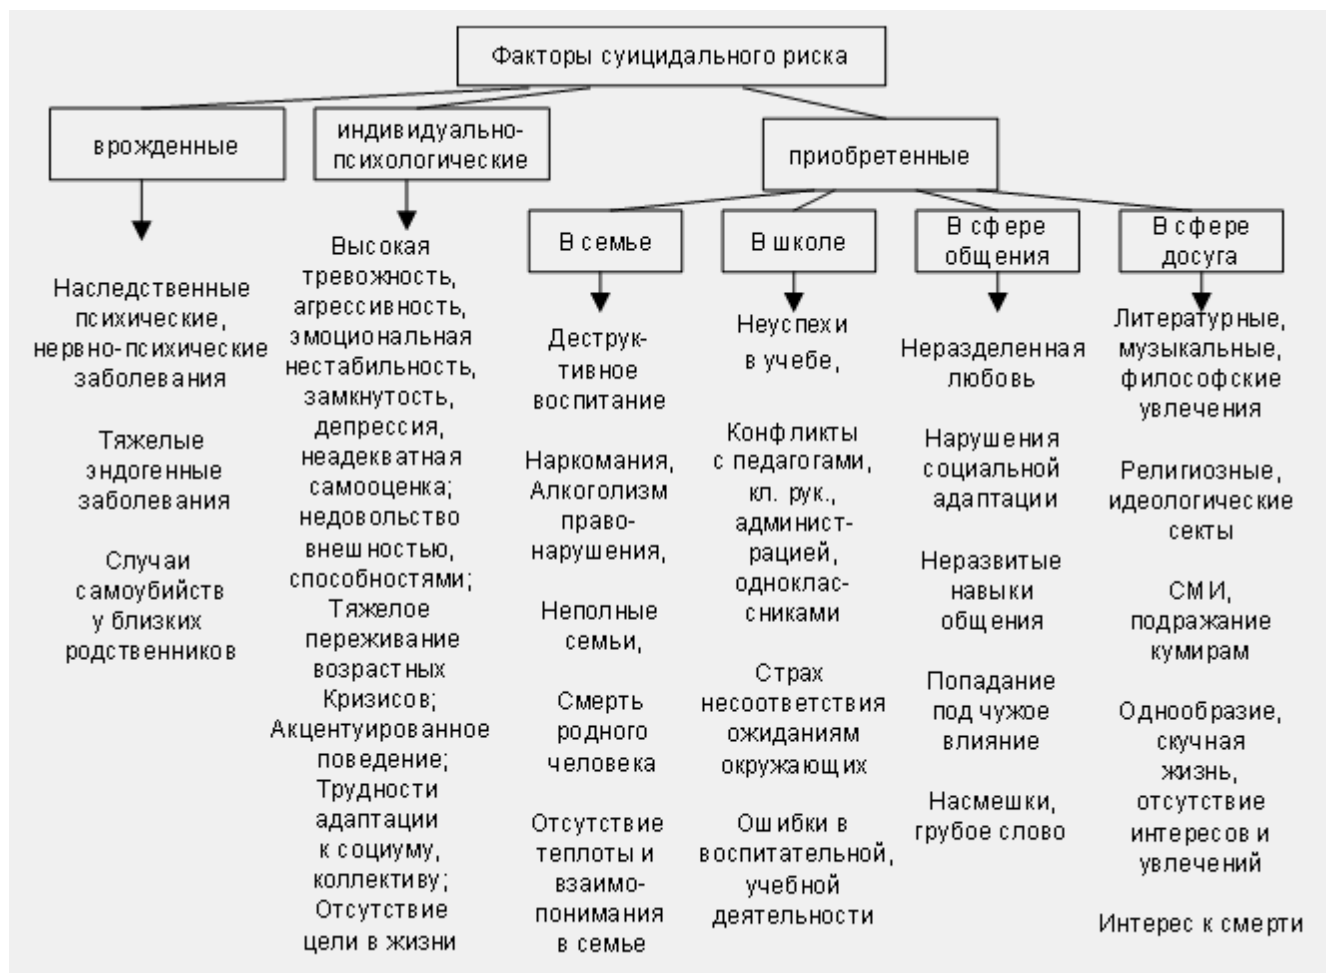 Факторы суицидального риска
врожденные
индивидуально-
психологические
приобретенные
В семье
В школе
В сфере
общения
В сфере
досуга
Наследственные
психические,
нервно-психические
заболевания
Тяжелые
эндогенные
заболевания
Случаи
самоубийств
у близких
родственников
Высокая
тревожность,
агрессивность,
эмоциональная
нестабильность,
замкнутость,
депрессия,
неадекватная
самооценка;
недовольство
внешностью,
способностями;
Тяжелое
переживание
возрастных
Кризисов;
Акцентуированное
поведение;
Трудности
адаптации
к социуму,
коллективу;
Отсутствие
цели в жизни
Деструк-
тивное
воспитание
Наркомания,
Алкоголизм
право-
нарушения,
Неполные
семьи,
Смерть
родного
человека
Отсутствие
теплоты и
взаимо-
понимания
в семье
Неуспехи
в учебе,
Конфликты
с педагогами,
кл. рук.,
админист-
рацией,
одноклас-
сниками
Страх
несоответствия
ожиданиям
окружающих
Ошибки в
воспитательной,
учебной
деятельности
Неразделенная
любовь
Нарушения
социальной
адаптации
Неразвитые
навыки
общения
Попадание
под чужое
влияние
Насмешки,
грубое слово
Литературные,
музыкальные,
философские
увлечения
Религиозные,
идеологические
секты
СМИ,
подражание
кумирам
Однообразие,
скучная
жизнь,
отсутствие
интересов и
увлечений
Интерес к смерти